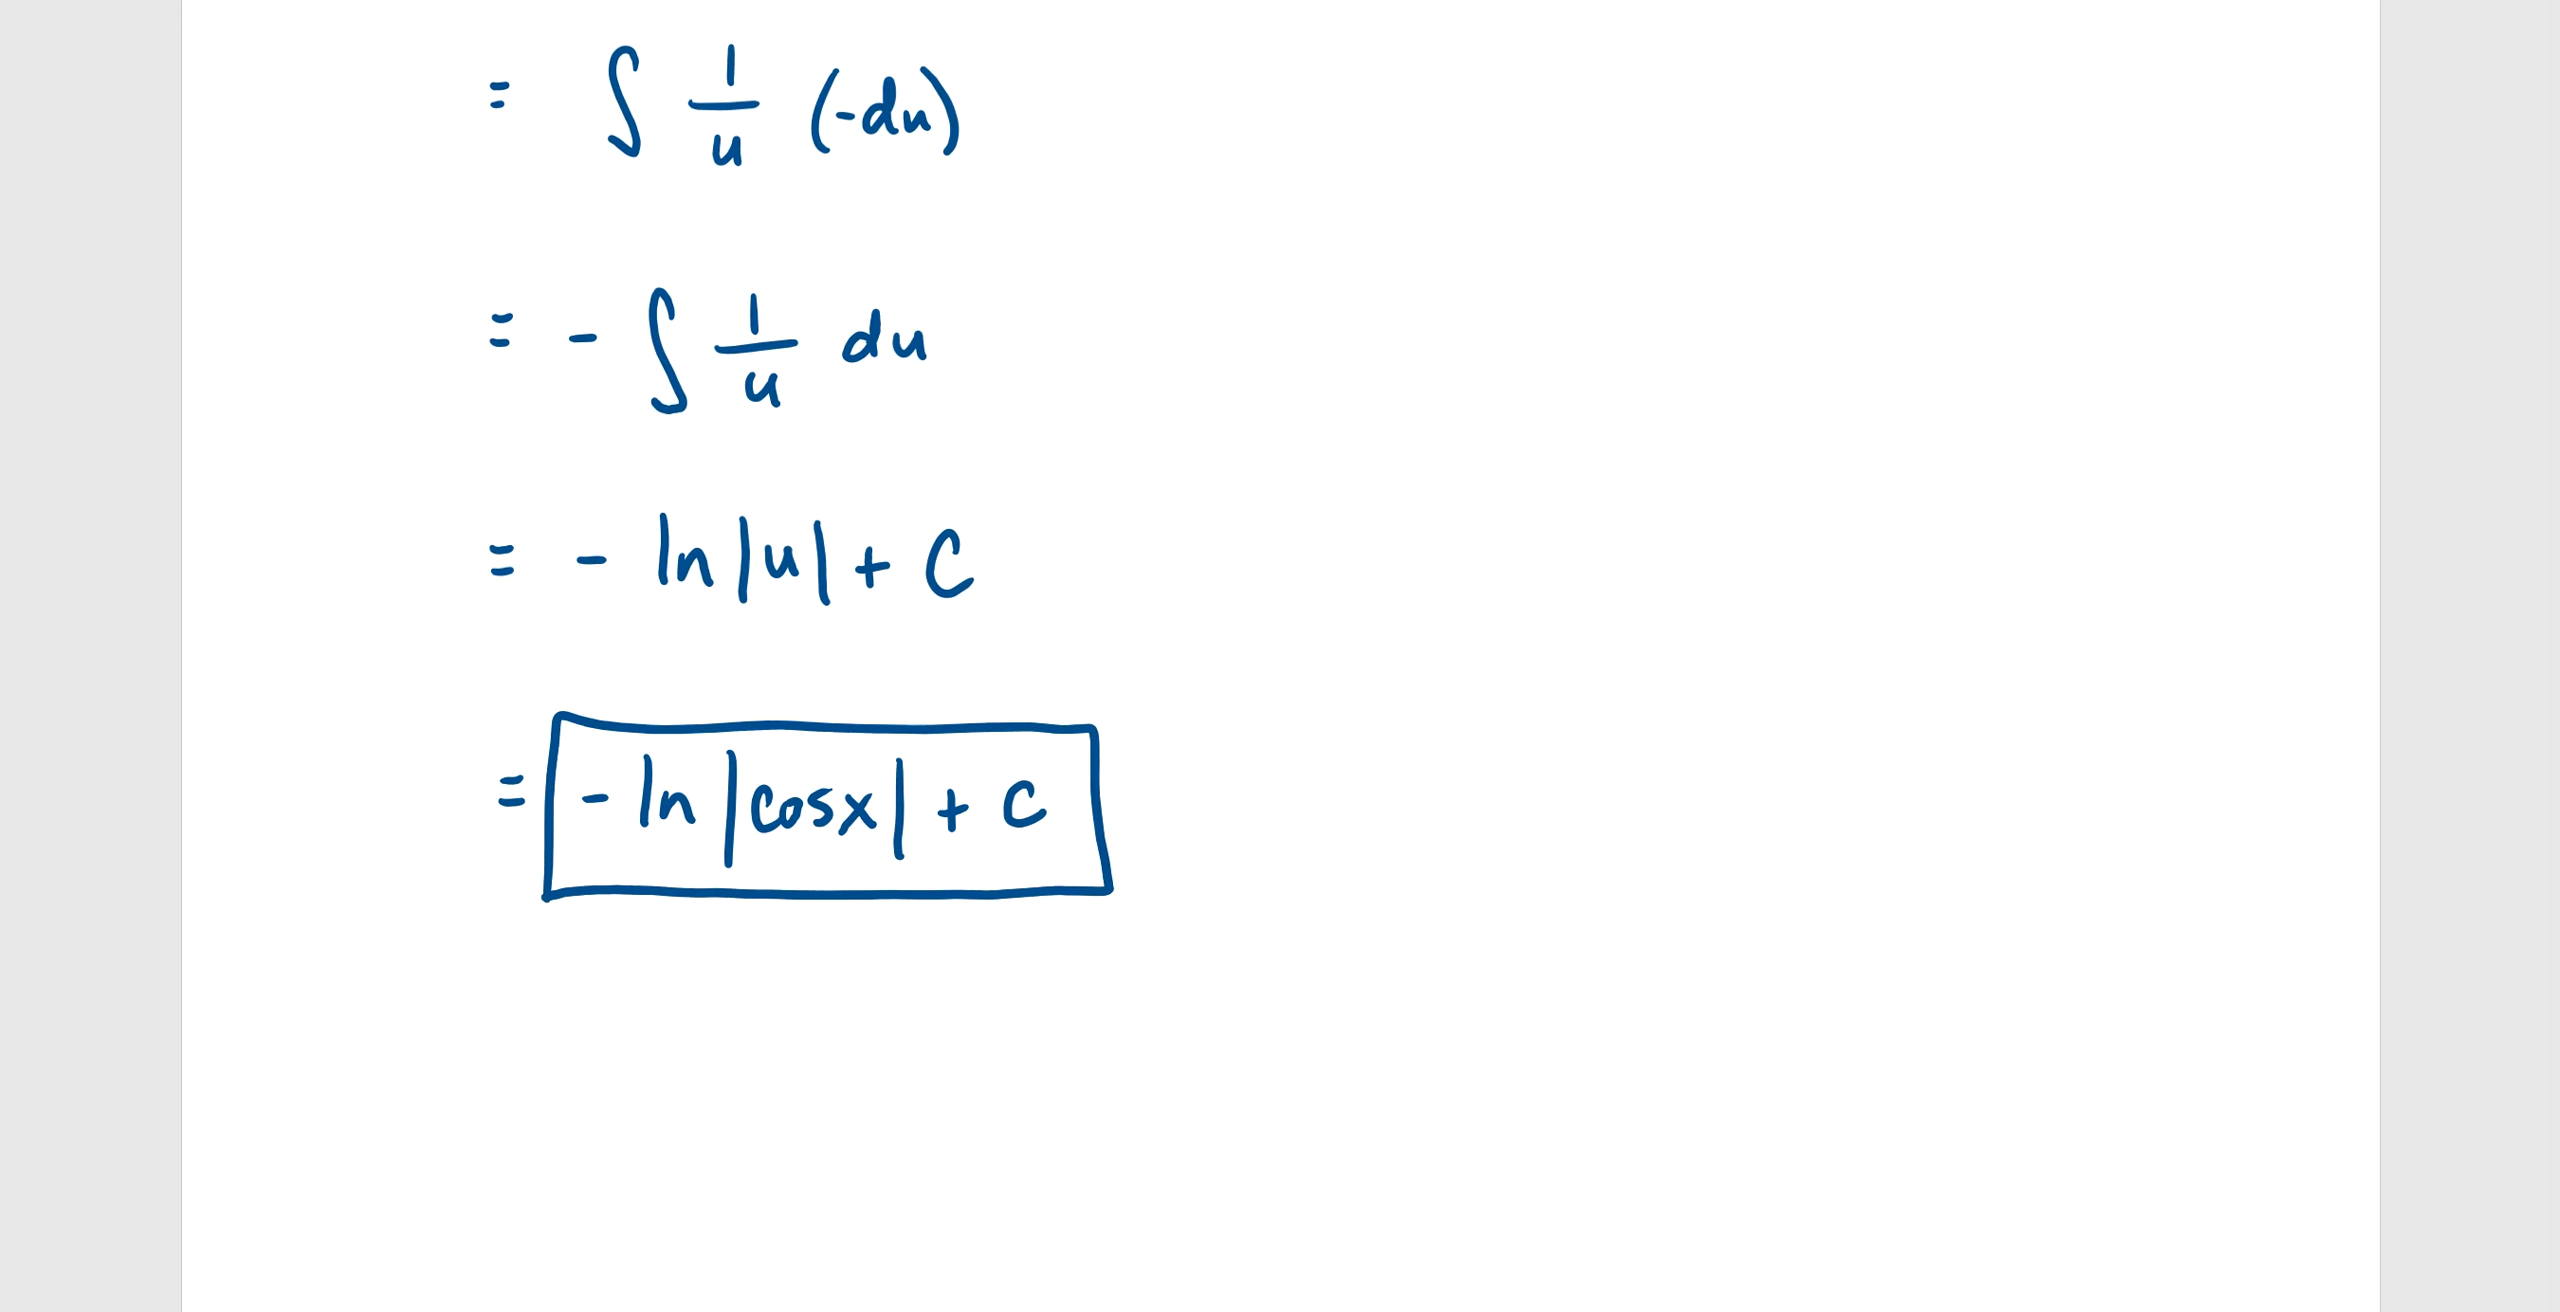 = ∫ 1/u (-du)
= - ∫ 1/u du
= - ln|u| + C
= - ln|cosx| + C